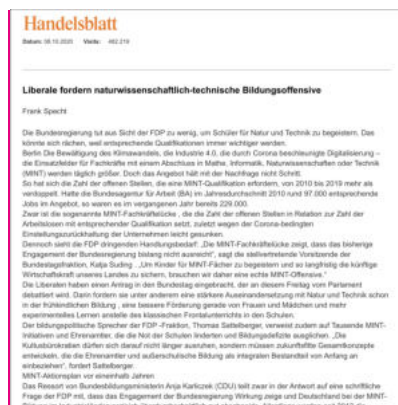 Handelsblatt
Datum: 08.10.2020 Visits: 462.219
Liberale fordern naturwissenschaftlich-technische Bildungsoffensive
Frank Specht
Die Bundesregierung tut aus Sicht der FDP zu wenig, um Schüler für Natur und Technik zu begeistern. Das
könnte sich rächen, weil entsprechende Qualifikationen immer wichtiger werden.
Berlin Die Bewältigung des Klimawandels, die Industrie 4.0, die durch Corona beschleunigte Digitalisierung –
die Einsatzfelder für Fachkräfte mit einem Abschluss in Mathe, Informatik, Naturwissenschaften oder Technik
(MINT) werden täglich größer. Doch das Angebot hält mit der Nachfrage nicht Schritt.
So hat sich die Zahl der offenen Stellen, die eine MINT-Qualifikation erfordern, von 2010 bis 2019 mehr als
verdoppelt. Hatte die Bundesagentur für Arbeit (BA) im Jahresdurchschnitt 2010 rund 97.000 entsprechende
Jobs im Angebot, so waren es im vergangenen Jahr bereits 229.000.
Zwar ist die sogenannte MINT-Fachkräftelücke , die die Zahl der offenen Stellen in Relation zur Zahl der
Arbeitslosen mit entsprechender Qualifikation setzt, zuletzt wegen der Corona-bedingten
Einstellungszurückhaltung der Unternehmen leicht gesunken.
Dennoch sieht die FDP dringenden Handlungsbedarf: „Die MINT-Fachkräftelücke zeigt, dass das bisherige
Engagement der Bundesregierung bislang nicht ausreicht", sagt die stellvertretende Vorsitzende der
Bundestagsfraktion, Katja Suding . „Um Kinder für MINT-Fächer zu begeistern und so langfristig die künftige
Wirtschaftskraft unseres Landes zu sichern, brauchen wir daher eine echte MINT-Offensive."
Die Liberalen haben einen Antrag in den Bundestag eingebracht, der an diesem Freitag vom Parlament
debattiert wird. Darin fordern sie unter anderem eine stärkere Auseinandersetzung mit Natur und Technik schon
in der frühkindlichen Bildung , eine bessere Förderung gerade von Frauen und Mädchen und mehr
experimentelles Lernen anstelle des klassischen Frontalunterrichts in den Schulen.
Der bildungspolitische Sprecher der FDP -Fraktion, Thomas Sattelberger, verweist zudem auf Tausende MINT-
Initiativen und Ehrenamtler, die die Not der Schulen linderten und Bildungsdefizite ausglichen. „Die
Kultusbürokratien dürfen sich darauf nicht länger ausruhen, sondern müssen zukunftsfitte Gesamtkonzepte
entwickeln, die die Ehrenamtler und außerschulische Bildung als integralen Bestandteil von Anfang an
einbeziehen", fordert Sattelberger.
MINT-Aktionsplan vor eineinhalb Jahren
Das Ressort von Bundesbildungsministerin Anja Karliczek (CDU) teilt zwar in der Antwort auf eine schriftliche
Frage der FDP mit, dass das Engagement der Bundesregierung Wirkung zeige und Deutschland bei der MINT-